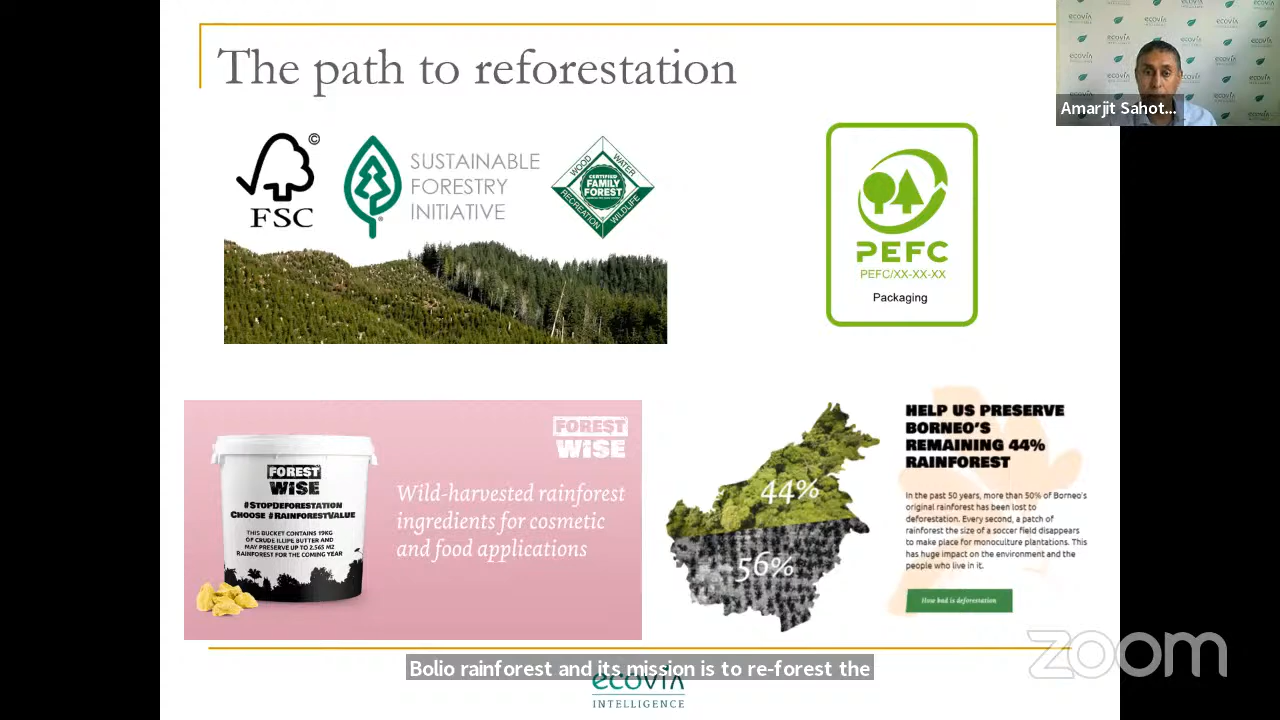 The path to reforestation
ecovia
Amarjit Sahot...
©
FSC
SUSTAINABLE
FORESTRY
INITIATIVE
®
WOOD
WATER
CERTIFIED
FAMILY
FOREST
RECREATION
WILDLIFE
PEFC
PEFC/XX-XX-XX
Packaging
FOREST
WISE
Wild-harvested rainforest
ingredients for cosmetic
and food applications
FOREST
WISE
#STOPDEFORESTATION
CHOOSE #RAINFORESTVALUE
THIS BUCKET CONTAINS 19KG
OF CRUDE ILLIPE BUTTER AND
MAY PRESERVE UP TO 2.565 M2
RAINFOREST FOR THE COMING YEAR
44%
56%
HELP US PRESERVE
BORNEO'S
REMAINING 44%
RAINFOREST
In the past 50 years, more than 50% of Borneo's
original rainforest has been lost to
deforestation. Every second, a patch of
rainforest the size of a soccer field disappears
to make place for monoculture plantations. This
has huge impact on the environment and the
people who live in it.
How bad is deforestation
zoom
Bolio rainforest and its mission is to re-forest the
ecovia
INTELLIGENCE